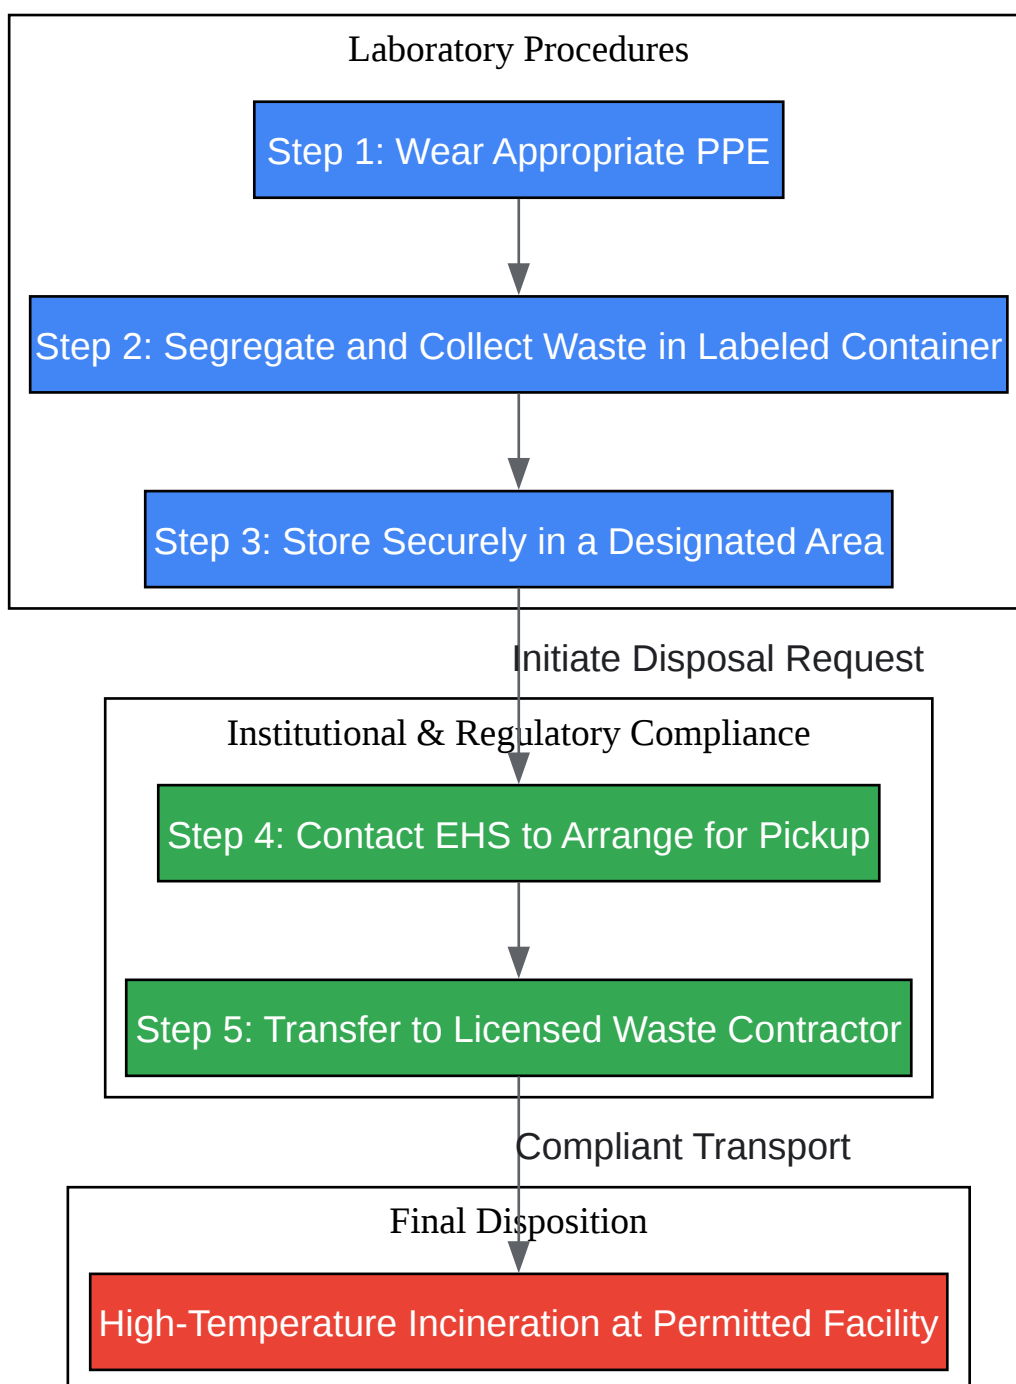 Laboratory Procedures
Step 1: Wear Appropriate PPE
Step 2: Segregate and Collect Waste in Labeled Container
Step 3: Store Securely in a Designated Area
Initiate Disposal Request
Institutional & Regulatory Compliance
Step 4: Contact EHS to Arrange for Pickup
Step 5: Transfer to Licensed Waste Contractor
Compliant Transport
Final Disposition
High-Temperature Incineration at Permitted Facility